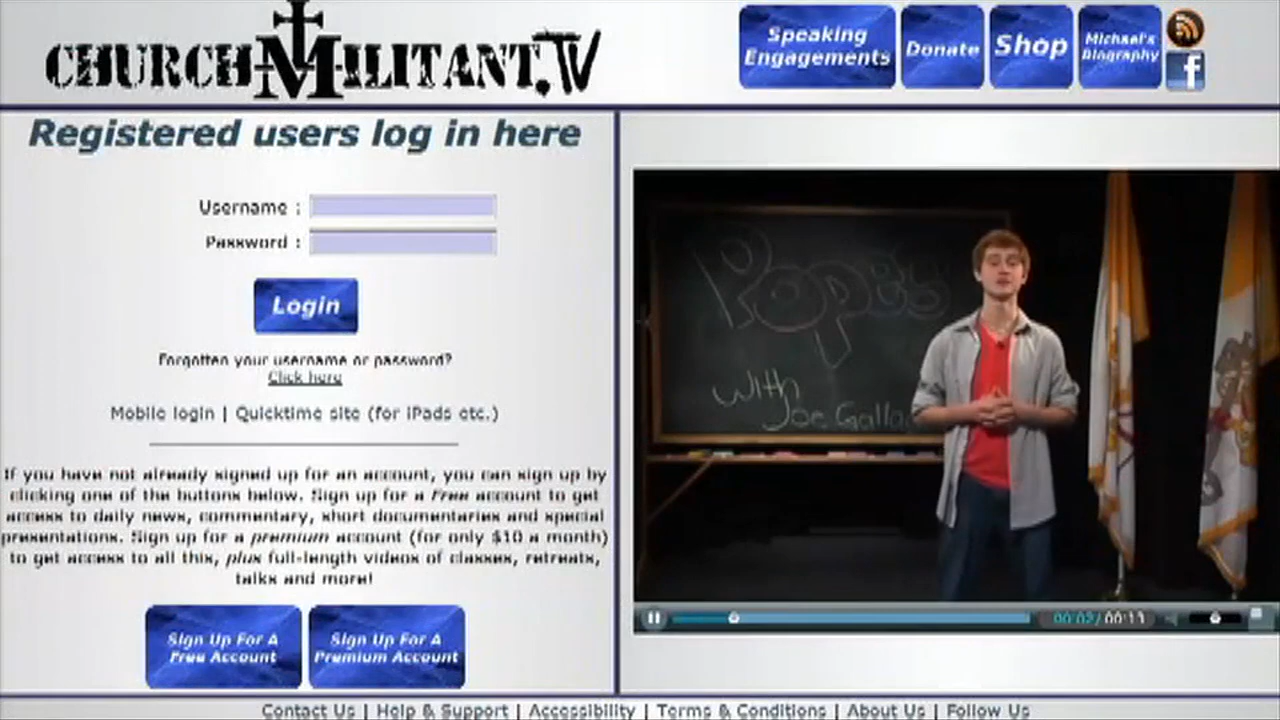 CHURCHMILITANT.TV
Speaking
Engagements
Donate
Shop
Michael's
Biography
Registered users log in here
Username :
Password :
Login
Forgotten your username or password?
Click here
Mobile login | Quicktime site (for iPads etc.)
If you have not already signed up for an account, you can sign up by
clicking one of the buttons below. Sign up for a Free account to get
access to daily news, commentary, short documentaries and special
presentations. Sign up for a premium account (for only $10 a month)
to get access to all this, plus full-length videos of classes, retreats,
talks and more!
Sign Up For A
Free Account
Sign Up For A
Premium Account
With
Joe
00:02/00:11
Contact Us | Help & Support | Accessibility | Terms & Conditions | About Us | Follow Us